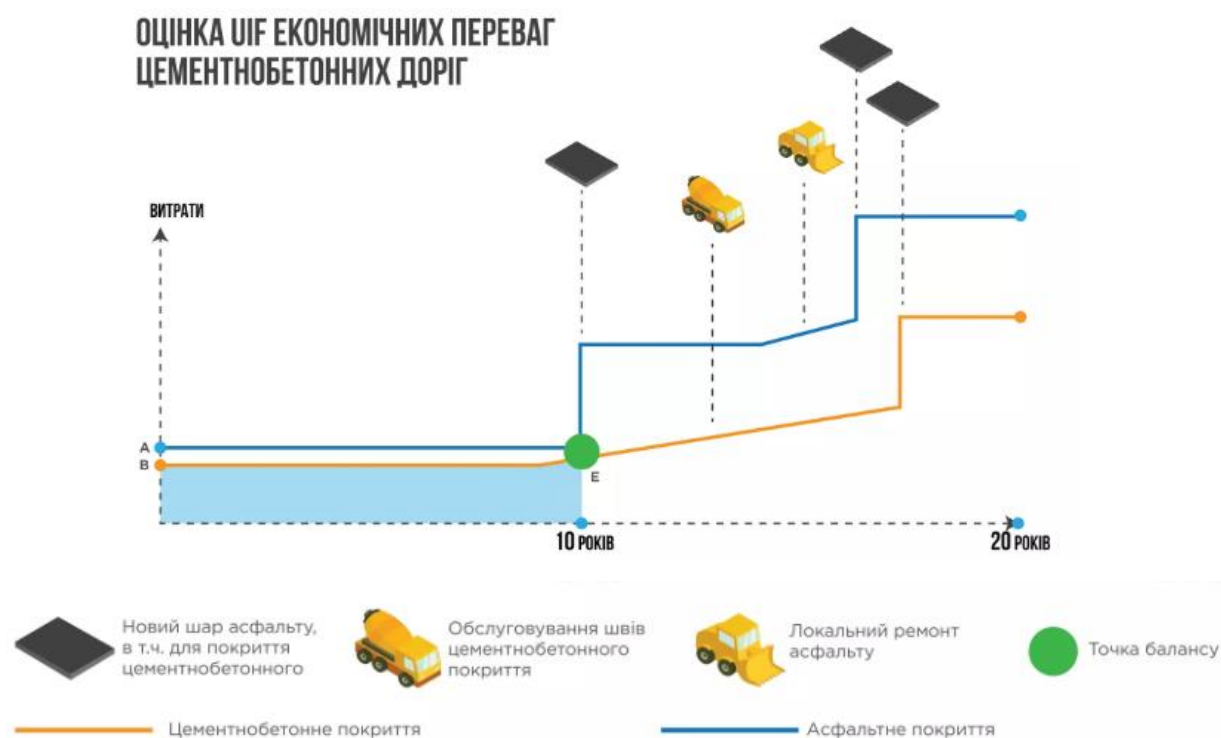 ОЦІНКА UIF ЕКОНОМІЧНИХ ПЕРЕВАГ
ЦЕМЕНТНОБЕТОННИХ ДОРІГ
ВИТРАТИ
A
B
E
10 РОКІВ
20 РОКІВ
Новий шар асфальту,
в т.ч. для покриття
цементнобетонного
Обслуговування швів
цементнобетонного
покриття
Локальний ремонт
асфальту
Точка балансу
Цементнобетонне покриття
Асфальтне покриття